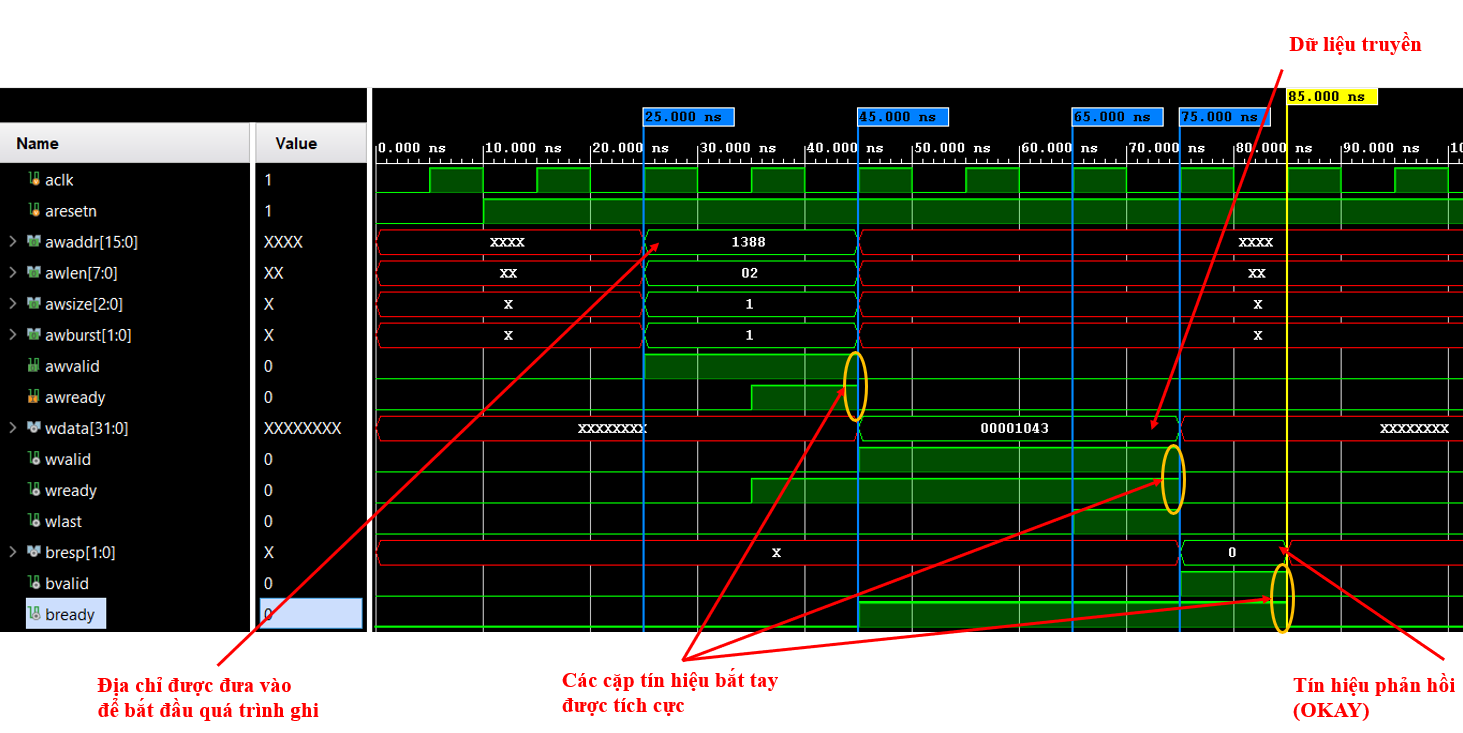 Dữ liệu truyền
85.000 ns
25.000 ns 45.000 ns 65.000 ns 75.000 ns
Name Value
0.000 ns 10.000 ns 20.000 ns 30.000 ns 40.000 ns 50.000 ns 60.000 ns 70.000 ns 80.000 ns 90.000 ns
aclk 1
aresetn 1
awaddr[15:0] XXXX XXXX 1388 XXXX
awlen[7:0] XX XX 02 XX
awsize[2:0] X X 1 X
awburst[1:0] X X 1 X
awvalid 0
awready 0
wdata[31:0] XXXXXXXX XXXXXXXX 00001043 XXXXXXXX
wvalid 0
wready 0
wlast 0
bresp[1:0] X X 0
bvalid 0
bready 0
Địa chỉ được đưa vào
để bắt đầu quá trình ghi
Các cặp tín hiệu bắt tay
được tích cực
Tín hiệu phản hồi
(OKAY)